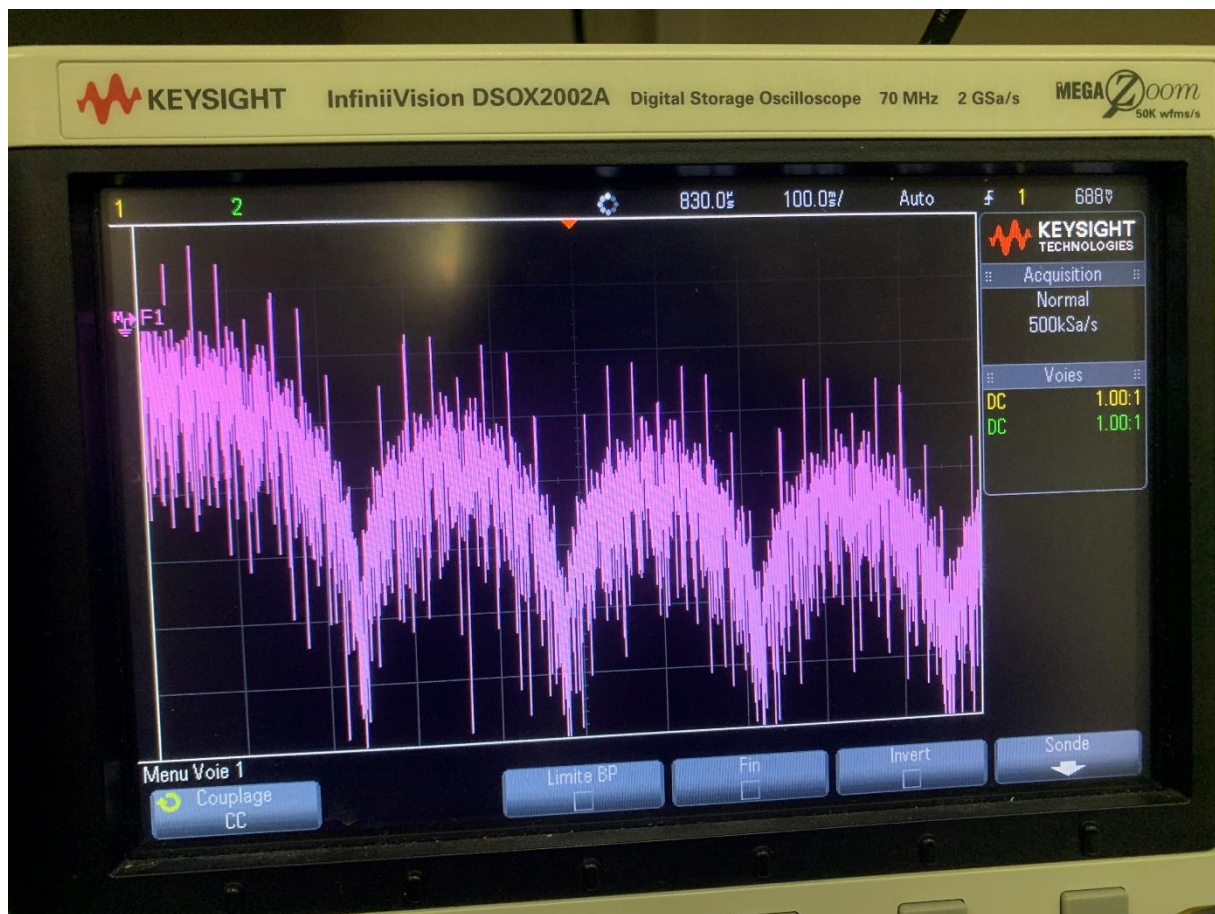 KEYSIGHT InfiniiVision DSOX2002A Digital Storage Oscilloscope 70 MHz 2 GSa/s MEGA Zoom
50K wfms/s
1 2 830.0µs 100.0ms/ Auto 1 688mV
KEYSIGHT
TECHNOLOGIES
Acquisition
Normal
500kSa/s
Voies
DC 1.00:1
DC 1.00:1
F1
Menu Voie 1
Couplage
CC
Limite BP
Fin
Invert
Sonde